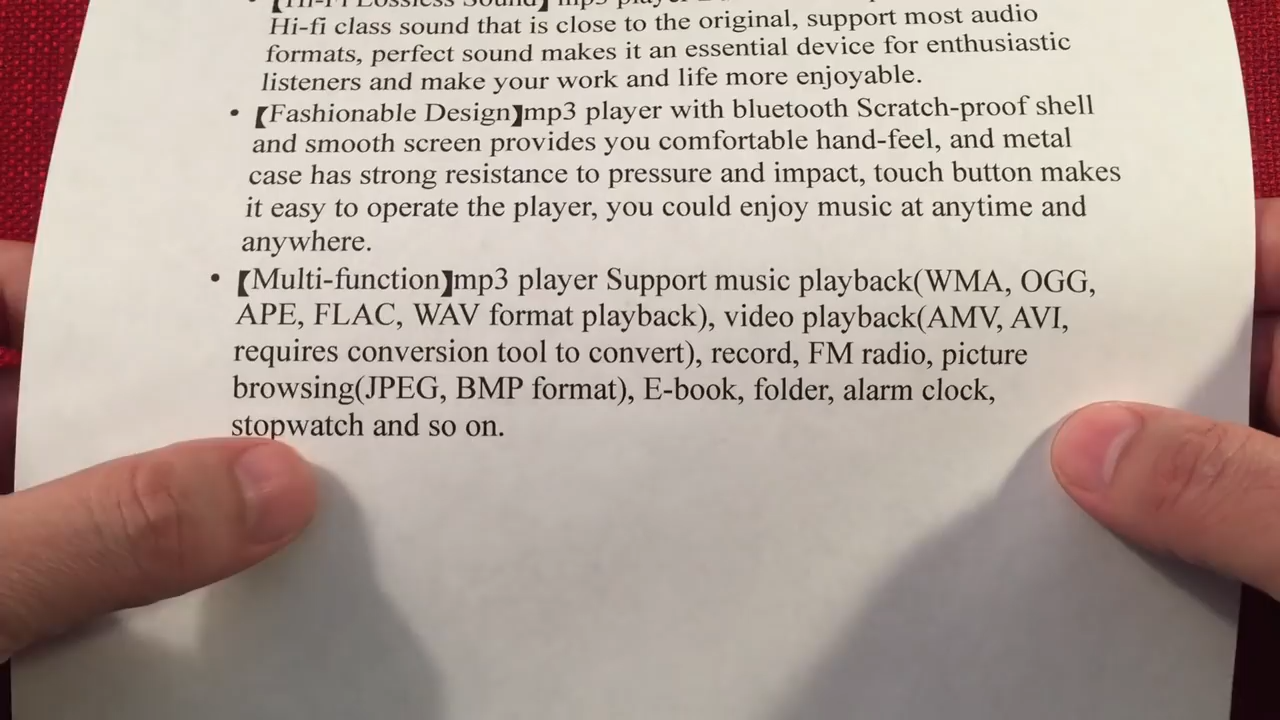 • 【Hi-Fi Lossless Sound】mp3 player
Hi-fi class sound that is close to the original, support most audio
formats, perfect sound makes it an essential device for enthusiastic
listeners and make your work and life more enjoyable.
• 【Fashionable Design】mp3 player with bluetooth Scratch-proof shell
and smooth screen provides you comfortable hand-feel, and metal
case has strong resistance to pressure and impact, touch button makes
it easy to operate the player, you could enjoy music at anytime and
anywhere.
• 【Multi-function】mp3 player Support music playback(WMA, OGG,
APE, FLAC, WAV format playback), video playback(AMV, AVI,
requires conversion tool to convert), record, FM radio, picture
browsing(JPEG, BMP format), E-book, folder, alarm clock,
stopwatch and so on.